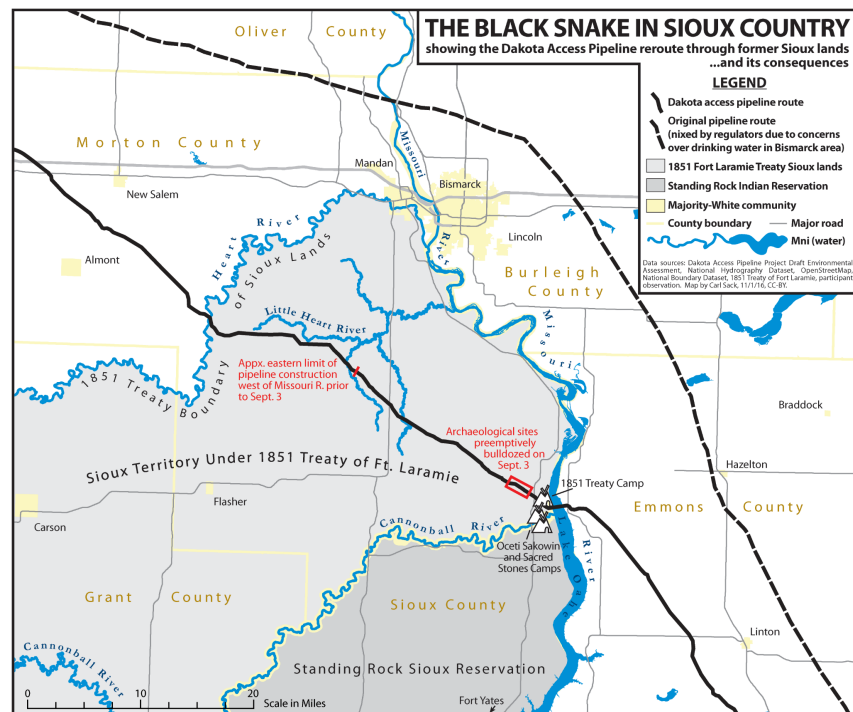 THE BLACK SNAKE IN SIOUX COUNTRY
showing the Dakota Access Pipeline reroute through former Sioux lands
...and its consequences
LEGEND
Dakota access pipeline route
Original pipeline route
(nixed by regulators due to concerns
over drinking water in Bismarck area)
1851 Fort Laramie Treaty Sioux lands
Standing Rock Indian Reservation
Majority-White community
County boundary
Major road
Mni (water)
Data sources: Dakota Access Pipeline Project Draft Environmental
Assessment, National Hydrography Dataset, OpenStreetMap,
National Boundary Dataset, 1851 Treaty of Fort Laramie, participant
observation. Map by Carl Sack, 11/1/16, CC-BY.
Oliver County
Morton County
Missouri
River
Mandan
Bismarck
New Salem
Lincoln
Heart River
Almont
of Sioux Lands
Burleigh
County
Little Heart River
Missouri
1851 Treaty Boundary
Appx. eastern limit of
pipeline construction
west of Missouri R. prior
to Sept. 3
Braddock
Archaeological sites
preemptively
bulldozed on
Sept. 3
Sioux Territory Under 1851 Treaty of Ft. Laramie
Hazelton
1851 Treaty Camp
Flasher
Emmons County
Carson
Cannonball River
Oceti Sakowin
and Sacred
Stones Camps
Lake Oahe
River
Grant County
Sioux County
Linton
Cannonball
River
Standing Rock Sioux Reservation
0 10 20
Scale in Miles
Fort Yates